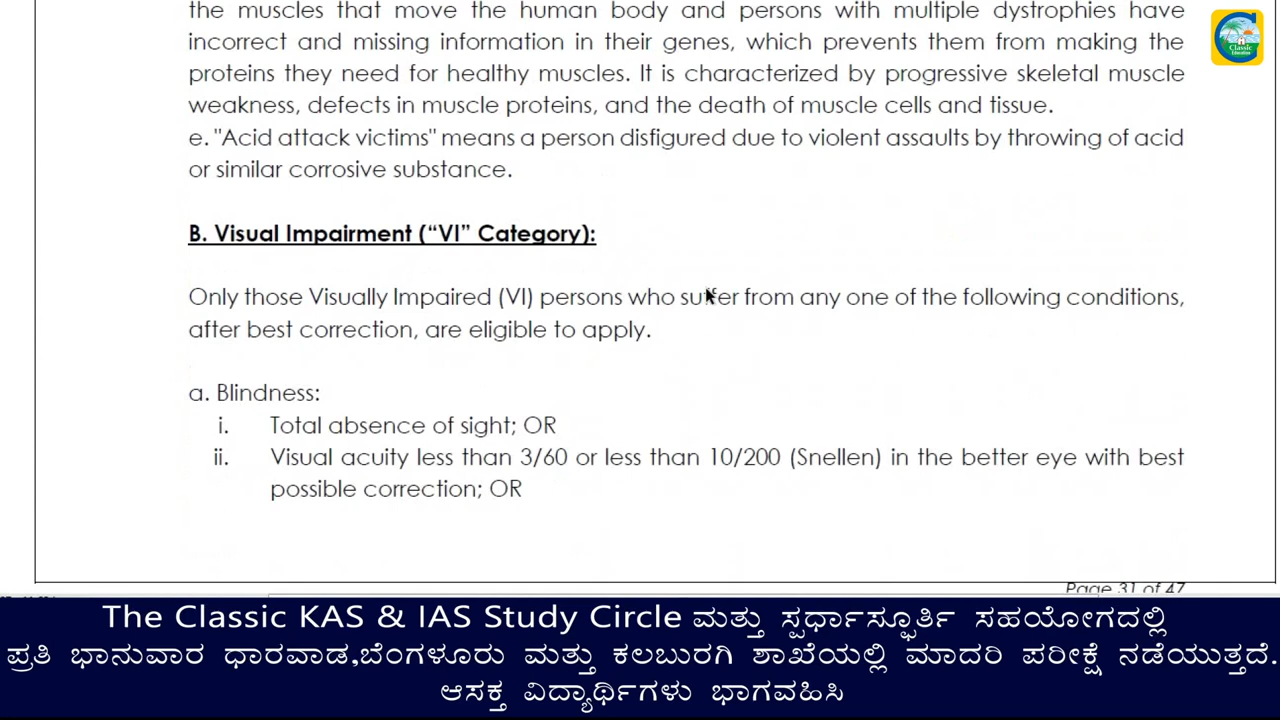 the muscles that move the human body and persons with multiple dystrophies have
incorrect and missing information in their genes, which prevents them from making the
proteins they need for healthy muscles. It is characterized by progressive skeletal muscle
weakness, defects in muscle proteins, and the death of muscle cells and tissue.
e. "Acid attack victims" means a person disfigured due to violent assaults by throwing of acid
or similar corrosive substance.
B. Visual Impairment (“VI” Category):
Only those Visually Impaired (VI) persons who suffer from any one of the following conditions,
after best correction, are eligible to apply.
a. Blindness:
i. Total absence of sight; OR
ii. Visual acuity less than 3/60 or less than 10/200 (Snellen) in the better eye with best
possible correction; OR
Page 31 of 47
The Classic KAS & IAS Study Circle ಮತ್ತು ಸ್ಪರ್ಧಾಸ್ಫೂರ್ತಿ ಸಹಯೋಗದಲ್ಲಿ
ಪ್ರತಿ ಭಾನುವಾರ ಧಾರವಾಡ,ಬೆಂಗಳೂರು ಮತ್ತು ಕಲಬುರಗಿ ಶಾಖೆಯಲ್ಲಿ ಮಾದರಿ ಪರೀಕ್ಷೆ ನಡೆಯುತ್ತದೆ.
ಆಸಕ್ತ ವಿದ್ಯಾರ್ಥಿಗಳು ಭಾಗವಹಿಸಿ
Classic
Education